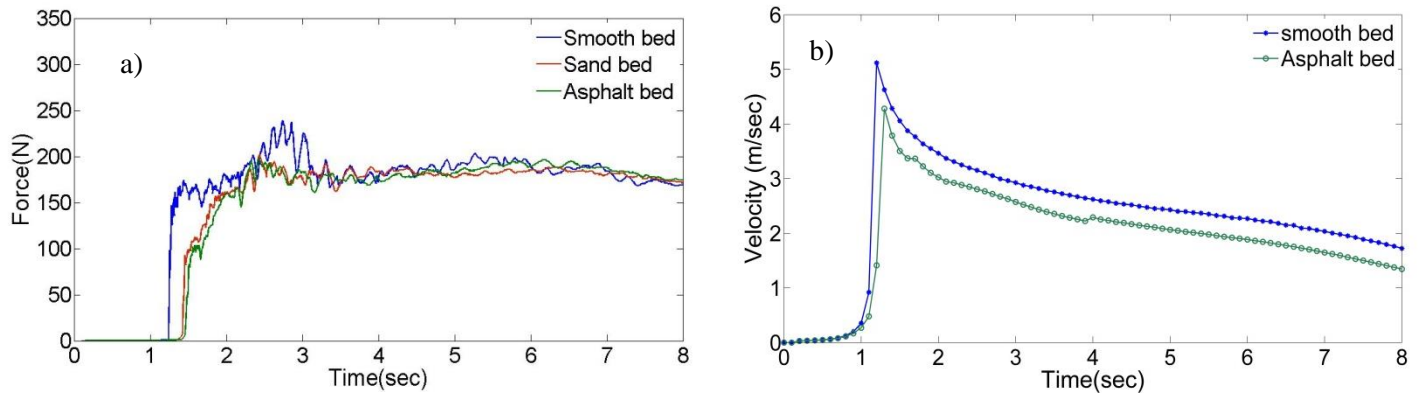 a)
Force(N)
350
300
250
200
150
100
50
0
0 1 2 3 4 5 6 7 8
Time(sec)
Smooth bed
Sand bed
Asphalt bed
b)
Velocity (m/sec)
6
5
4
3
2
1
0
0 1 2 3 4 5 6 7 8
Time(sec)
smooth bed
Asphalt bed